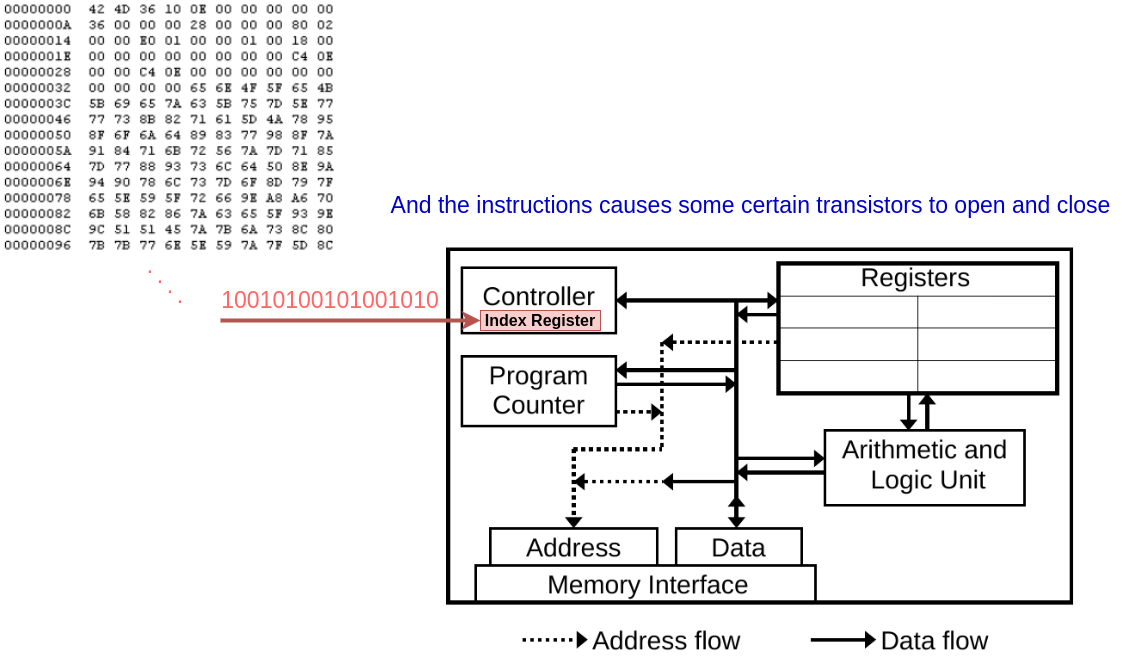 00000000 42 4D 36 10 0E 00 00 00 00 00
0000000A 36 00 00 00 28 00 00 00 80 02
00000014 00 00 E0 01 00 00 01 00 18 00
0000001E 00 00 00 00 00 00 00 00 C4 0E
00000028 00 00 C4 0E 00 00 00 00 00 00
00000032 00 00 00 00 65 6E 4F 5F 65 4B
0000003C 5B 69 65 7A 63 5B 75 7D 5E 77
00000046 77 73 8B 82 71 61 5D 4A 78 95
00000050 8F 6F 6A 64 89 83 77 98 8F 7A
0000005A 91 84 71 6B 72 56 7A 7D 71 85
00000064 7D 77 88 93 73 6C 64 50 8E 9A
0000006E 94 90 78 6C 73 7D 6F 8D 79 7F
00000078 65 5E 59 5F 72 66 9E A8 A6 70
00000082 6B 58 82 86 7A 63 65 5F 93 9E
0000008C 9C 51 51 45 7A 7B 6A 73 8C 80
00000096 7B 7B 77 6E 5E 59 7A 7F 5D 8C
And the instructions causes some certain transistors to open and close
10010100101001010
Controller
Index Register
Registers
Program
Counter
Arithmetic and
Logic Unit
Address
Data
Memory Interface
Address flow
Data flow